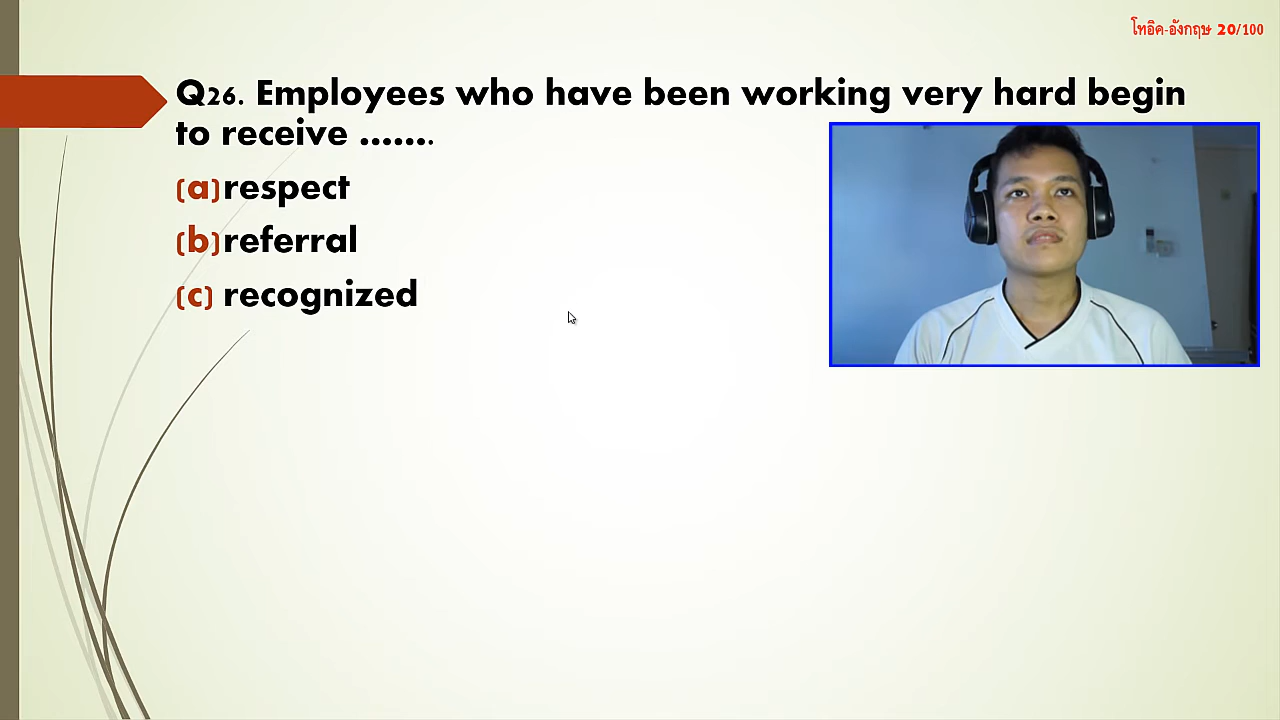 โทอิค-อังกฤษ 20/100
Q26. Employees who have been working very hard begin
to receive …….
(a) respect
(b) referral
(c) recognized